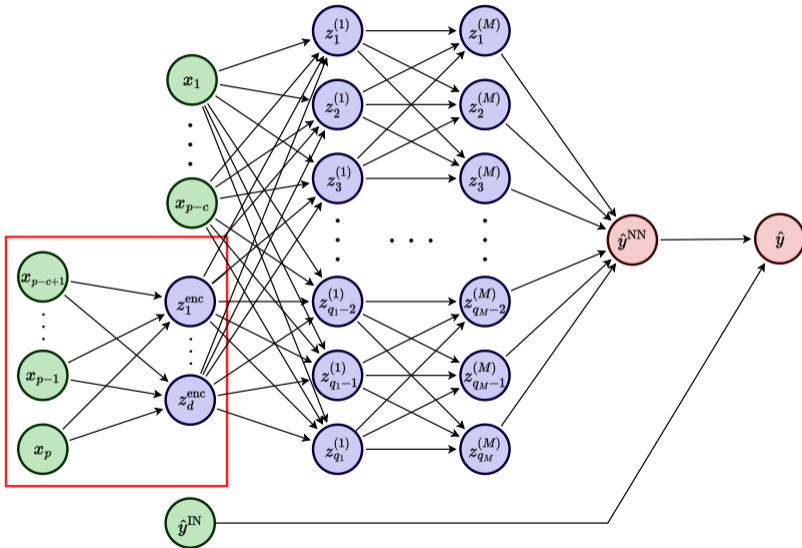 x_1
x_{p-c}
x_{p-c+1}
x_{p-1}
x_p
z_1^{enc}
z_d^{enc}
z_1^{(1)}
z_2^{(1)}
z_3^{(1)}
z_{q_1-2}^{(1)}
z_{q_1-1}^{(1)}
z_{q_1}^{(1)}
z_1^{(M)}
z_2^{(M)}
z_3^{(M)}
z_{q_M-2}^{(M)}
z_{q_M-1}^{(M)}
z_{q_M}^{(M)}
ŷ^{NN}
ŷ
ŷ^{IN}